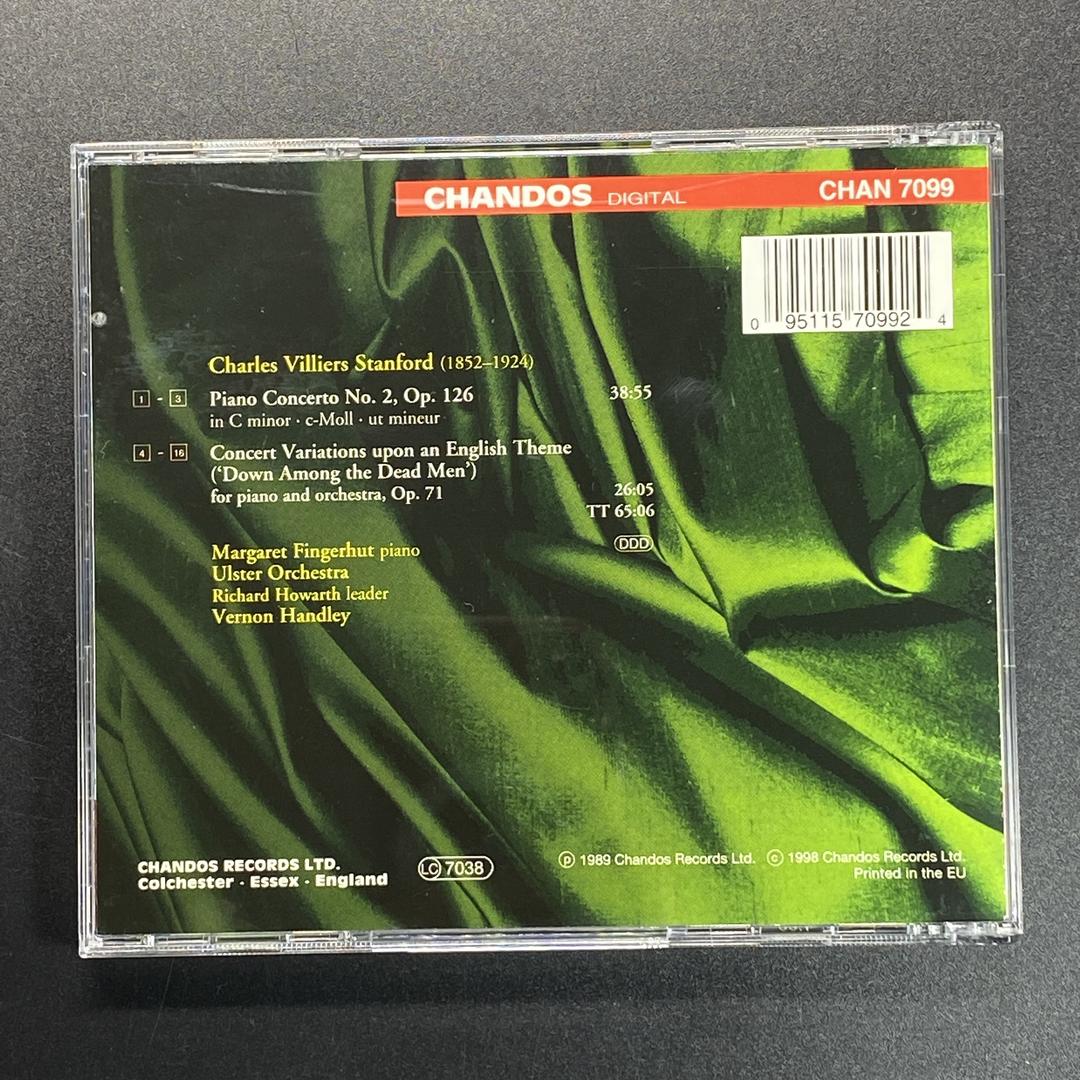 CHANDOS DIGITAL CHAN 7099
0 95115 70992 4
Charles Villiers Stanford (1852–1924)
1 - 3 Piano Concerto No. 2, Op. 126 38:55
in C minor · c-Moll · ut mineur
4 - 16 Concert Variations upon an English Theme
(‘Down Among the Dead Men’)
for piano and orchestra, Op. 71 26:05
TT 65:06
DDD
Margaret Fingerhut piano
Ulster Orchestra
Richard Howarth leader
Vernon Handley
CHANDOS RECORDS LTD.
Colchester · Essex · England
LC 7038
℗ 1989 Chandos Records Ltd. © 1998 Chandos Records Ltd.
Printed in the EU